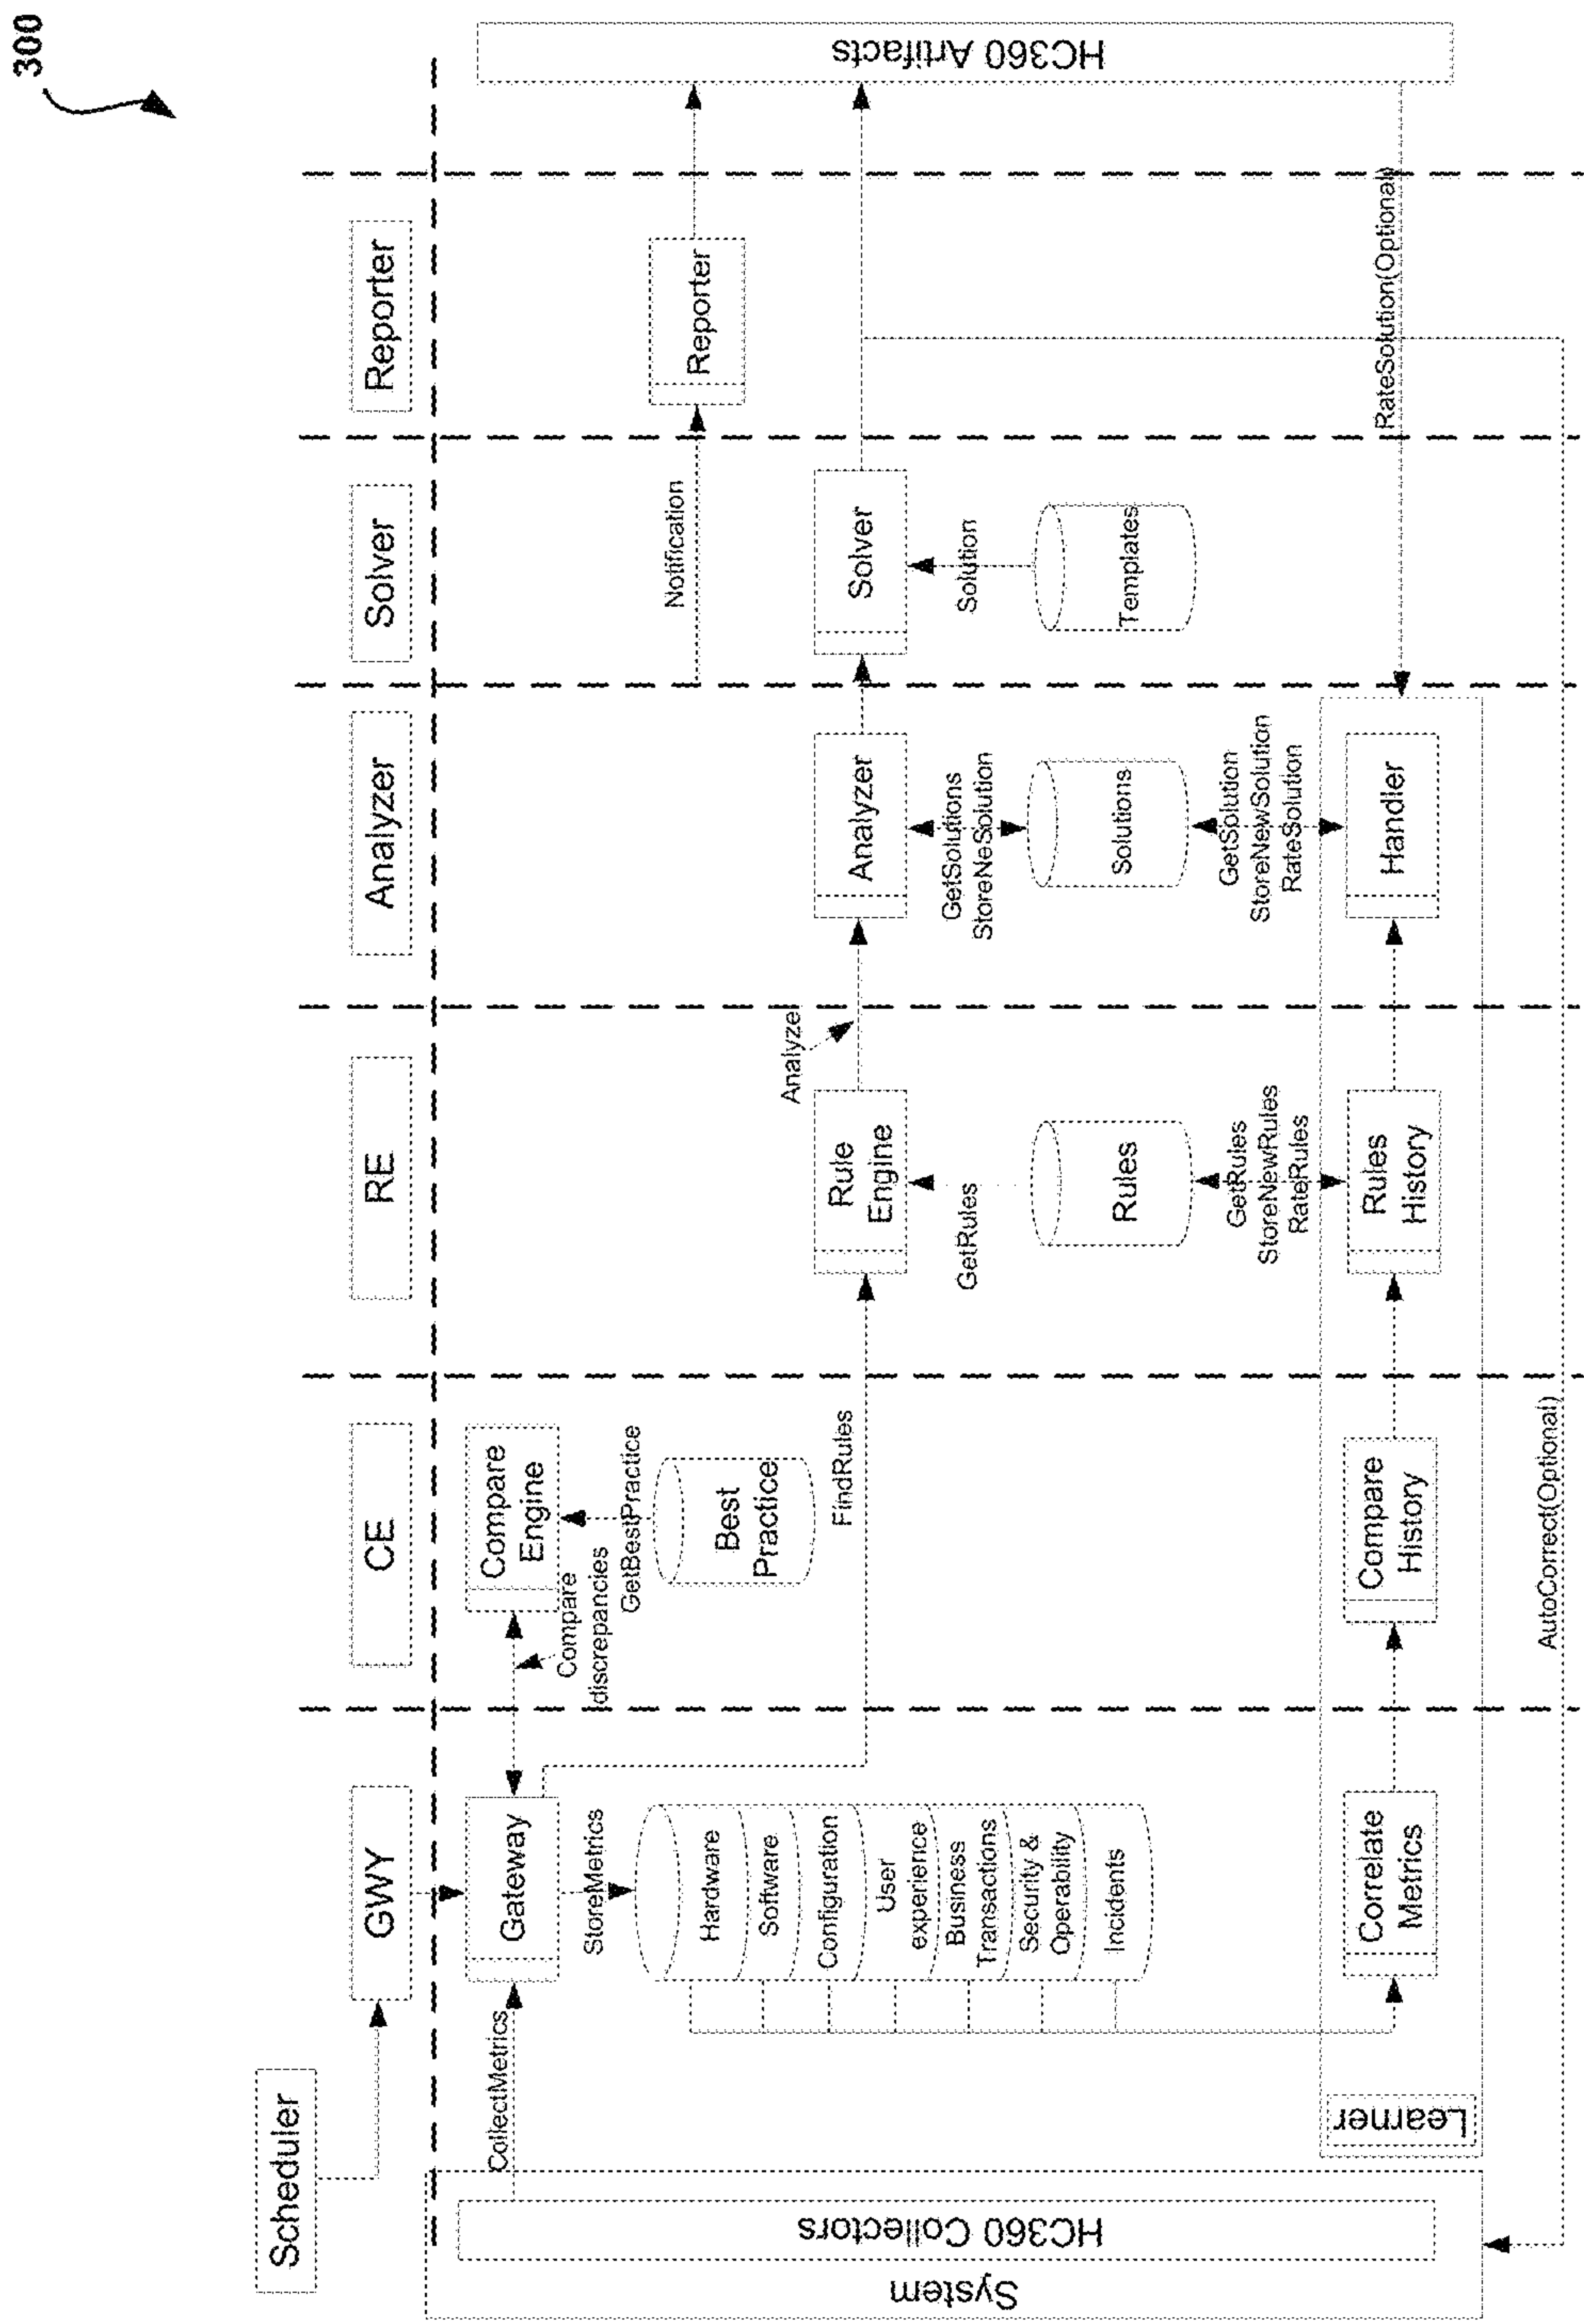 300
Scheduler
GWY
CE
RE
Analyzer
Solver
Reporter
System
HC360 Collectors
CollectMetrics
Gateway
StoreMetrics
Hardware
Software
Configuration
User
experience
Business
Transactions
Security &
Operability
Incidents
Compare
discrepancies
Compare
Engine
GetBestPractice
Best
Practice
FindRules
Rule
Engine
GetRules
Rules
GetRules
StoreNewRules
RateRules
Analyze
Analyzer
GetSolutions
StoreNeSolution
Solutions
GetSolution
StoreNewSolution
RateSolution
Notification
Solver
Solution
Templates
Reporter
HC360 Artifacts
Learner
Correlate
Metrics
Compare
History
Rules
History
Handler
RateSolution(Optional)
AutoCorrect(Optional)